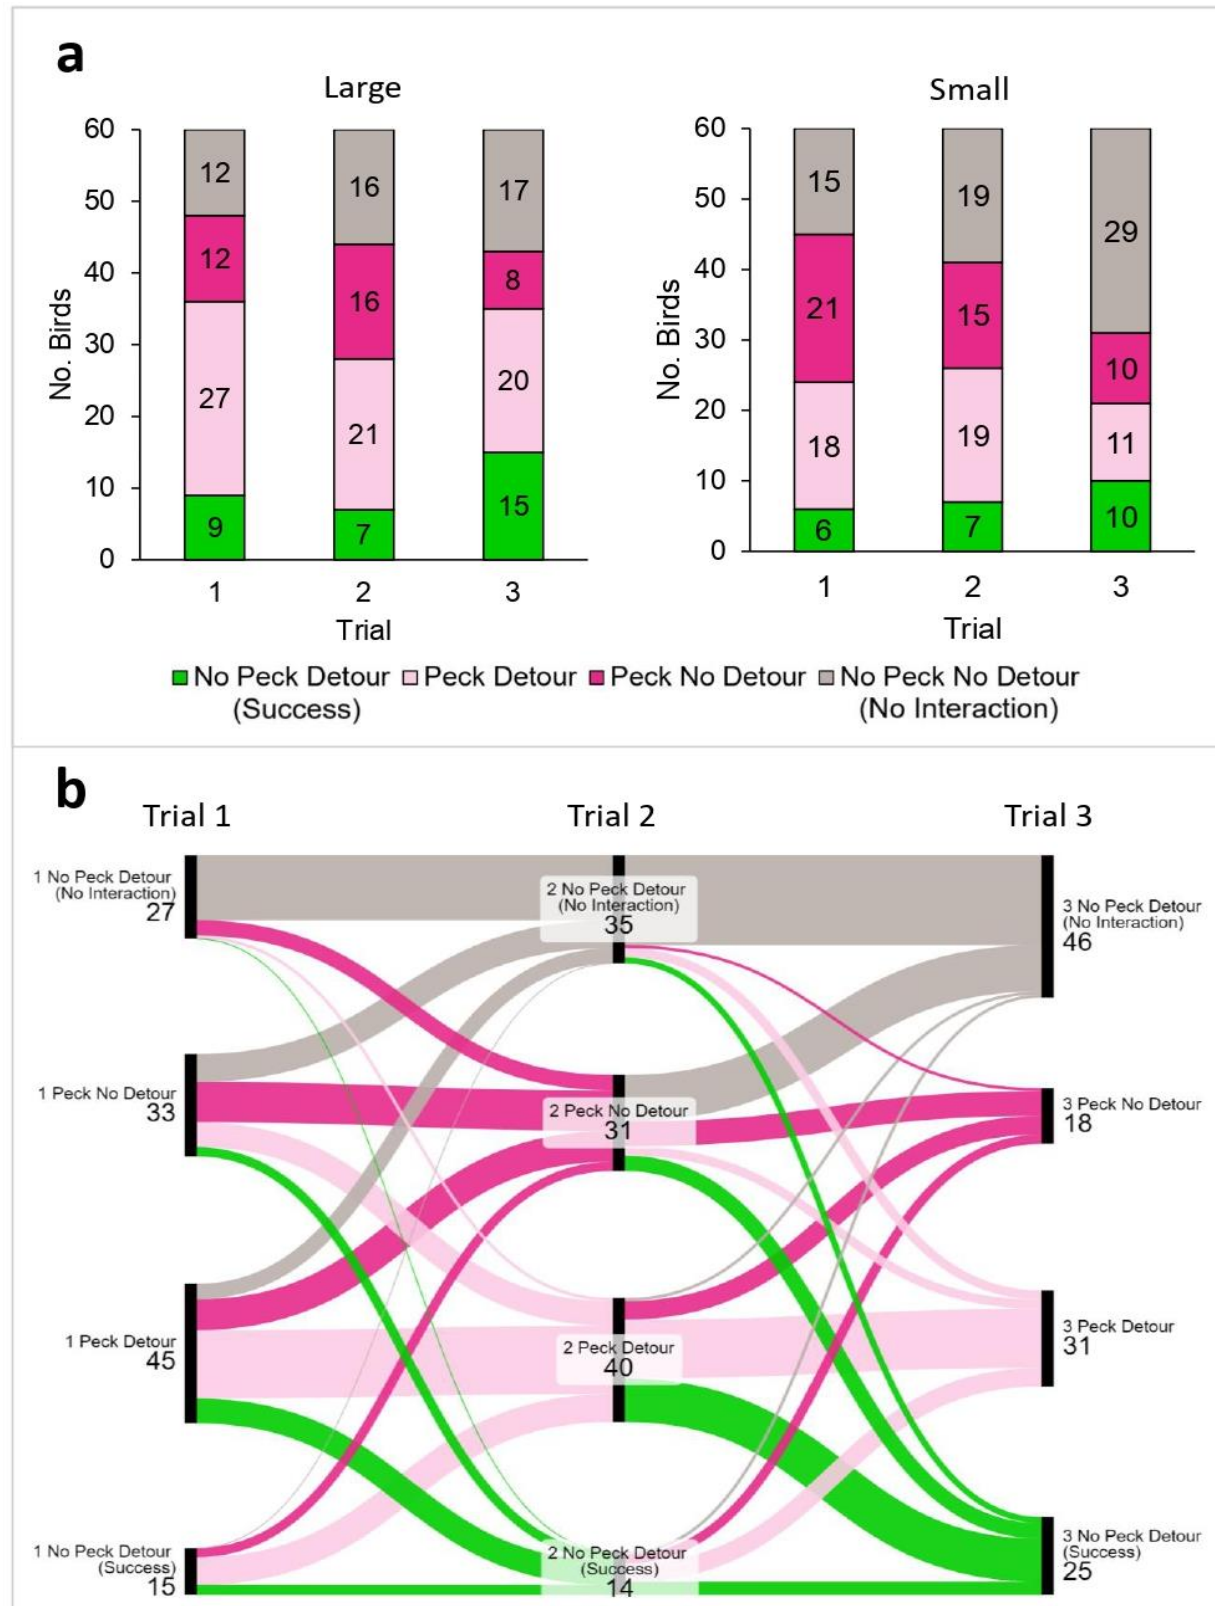 a
Large
60
50
40
30
20
10
0
No. Birds
12
12
27
9
16
16
21
7
17
8
20
15
1
2
3
Trial
Small
60
50
40
30
20
10
0
No. Birds
15
21
18
6
19
15
19
7
29
10
11
10
1
2
3
Trial
No Peck Detour
(Success)
Peck Detour
Peck No Detour
No Peck No Detour
(No Interaction)
b
Trial 1
Trial 2
Trial 3
1 No Peck Detour
(No Interaction)
27
2 No Peck Detour
(No Interaction)
35
3 No Peck Detour
(No Interaction)
46
1 Peck No Detour
33
2 Peck No Detour
31
3 Peck No Detour
18
1 Peck Detour
45
2 Peck Detour
40
3 Peck Detour
31
1 No Peck Detour
(Success)
15
2 No Peck Detour
(Success)
14
3 No Peck Detour
(Success)
25